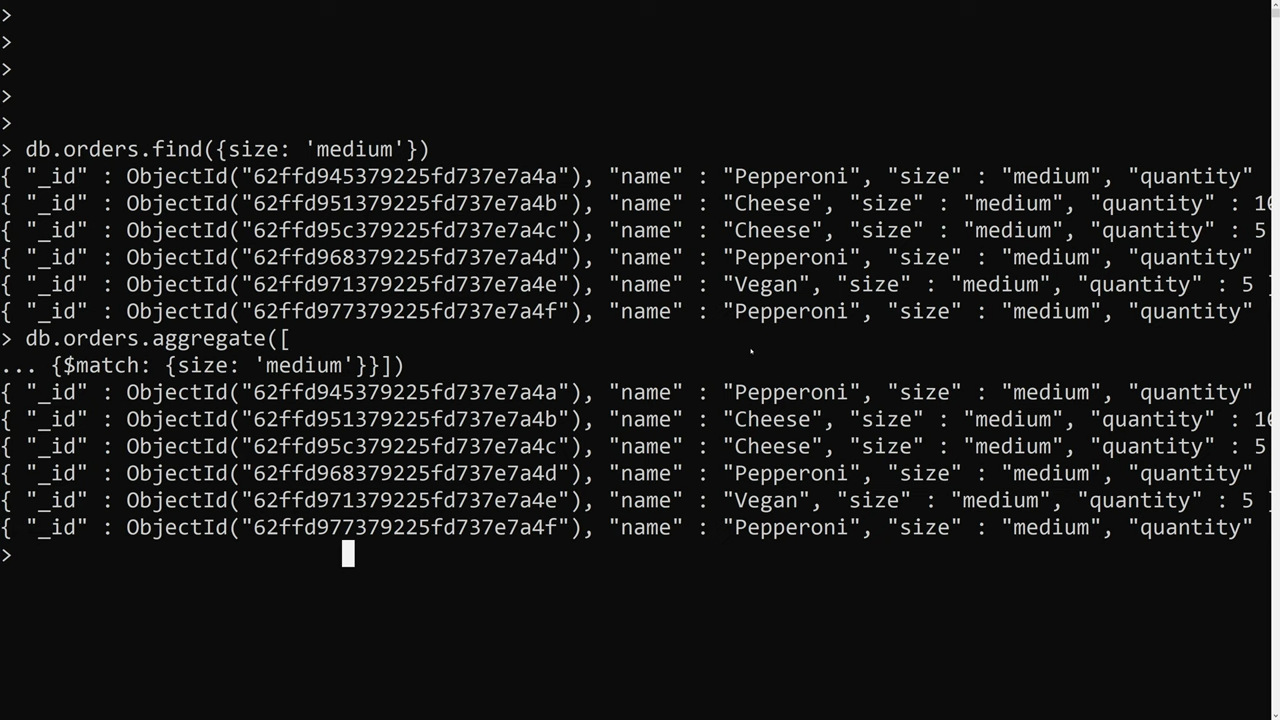 >
>
>
>
>
> db.orders.find({size: 'medium'})
{ "_id" : ObjectId("62ffd945379225fd737e7a4a"), "name" : "Pepperoni", "size" : "medium", "quantity"
{ "_id" : ObjectId("62ffd951379225fd737e7a4b"), "name" : "Cheese", "size" : "medium", "quantity" : 10
{ "_id" : ObjectId("62ffd95c379225fd737e7a4c"), "name" : "Cheese", "size" : "medium", "quantity" : 5
{ "_id" : ObjectId("62ffd968379225fd737e7a4d"), "name" : "Pepperoni", "size" : "medium", "quantity"
{ "_id" : ObjectId("62ffd971379225fd737e7a4e"), "name" : "Vegan", "size" : "medium", "quantity" : 5 }
{ "_id" : ObjectId("62ffd977379225fd737e7a4f"), "name" : "Pepperoni", "size" : "medium", "quantity"
> db.orders.aggregate([
... {$match: {size: 'medium'}}])
{ "_id" : ObjectId("62ffd945379225fd737e7a4a"), "name" : "Pepperoni", "size" : "medium", "quantity"
{ "_id" : ObjectId("62ffd951379225fd737e7a4b"), "name" : "Cheese", "size" : "medium", "quantity" : 10
{ "_id" : ObjectId("62ffd95c379225fd737e7a4c"), "name" : "Cheese", "size" : "medium", "quantity" : 5
{ "_id" : ObjectId("62ffd968379225fd737e7a4d"), "name" : "Pepperoni", "size" : "medium", "quantity"
{ "_id" : ObjectId("62ffd971379225fd737e7a4e"), "name" : "Vegan", "size" : "medium", "quantity" : 5 }
{ "_id" : ObjectId("62ffd977379225fd737e7a4f"), "name" : "Pepperoni", "size" : "medium", "quantity"
>